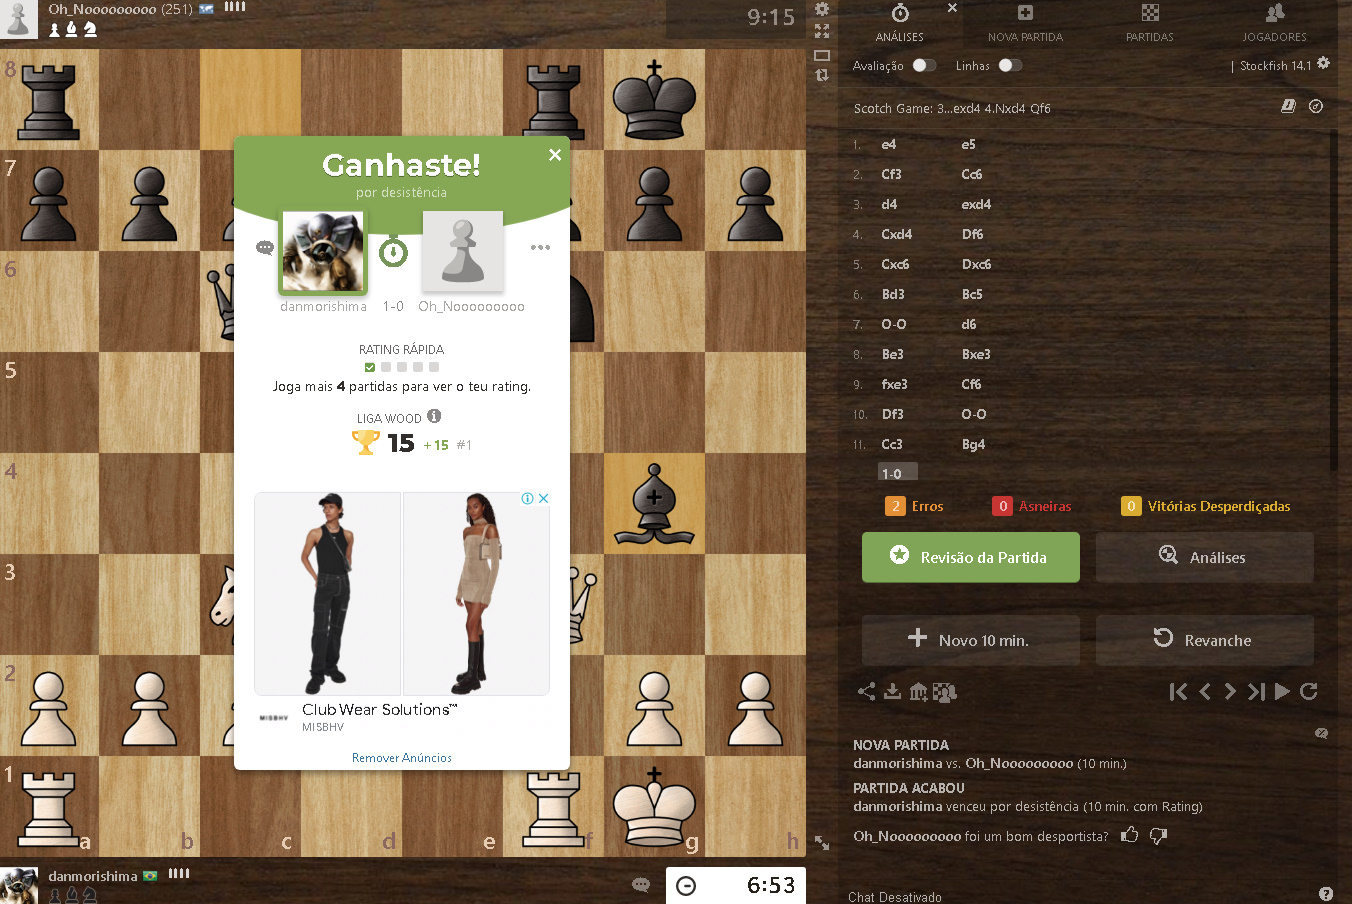 Oh_Nooooooooo (251)
9:15
ANÁLISES
NOVA PARTIDA
PARTIDAS
JOGADORES
Avaliação
Linhas
| Stockfish 14.1
Scotch Game: 3...exd4 4.Nxd4 Qf6
1. e4 e5
2. Cf3 Cc6
3. d4 exd4
4. Cxd4 Df6
5. Cxc6 Dxc6
6. Bd3 Bc5
7. O-O d6
8. Be3 Bxe3
9. fxe3 Cf6
10. Df3 O-O
11. Cc3 Bg4
1-0
2 Erros
0 Asneiras
0 Vitórias Desperdiçadas
Revisão da Partida
Análises
Novo 10 min.
Revanche
NOVA PARTIDA
danmorishima vs. Oh_Nooooooooo (10 min.)
PARTIDA ACABOU
danmorishima venceu por desistência (10 min. com Rating)
Oh_Nooooooooo foi um bom desportista?
Chat Desativado
Ganhaste!
por desistência
danmorishima 1-0 Oh_Nooooooooo
RATING RÁPIDA
Joga mais 4 partidas para ver o teu rating.
LIGA WOOD
15 +15 #1
Club Wear Solutions™
MISBHV
MISBHV
Remover Anúncios
8
7
6
5
4
3
2
1
a b c d e f g h
danmorishima
6:53